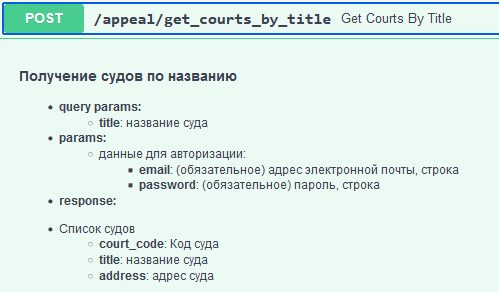 POST /appeal/get_courts_by_title Get Courts By Title
Получение судов по названию
query params:
title: название суда
params:
данные для авторизации:
email: (обязательное) адрес электронной почты, строка
password: (обязательное) пароль, строка
response:
Список судов
court_code: Код суда
title: название суда
address: адрес суда